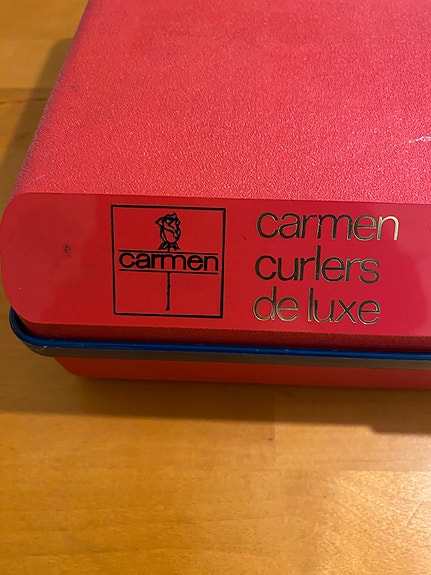 carmen
carmen
curlers
de luxe